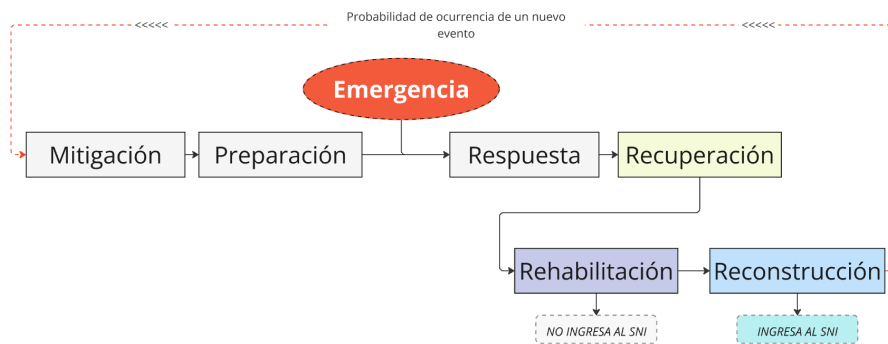 <<<<<
Probabilidad de ocurrencia de un nuevo
evento
<<<<<
Emergencia
Mitigación
Preparación
Respuesta
Recuperación
Rehabilitación
Reconstrucción
NO INGRESA AL SNI
INGRESA AL SNI